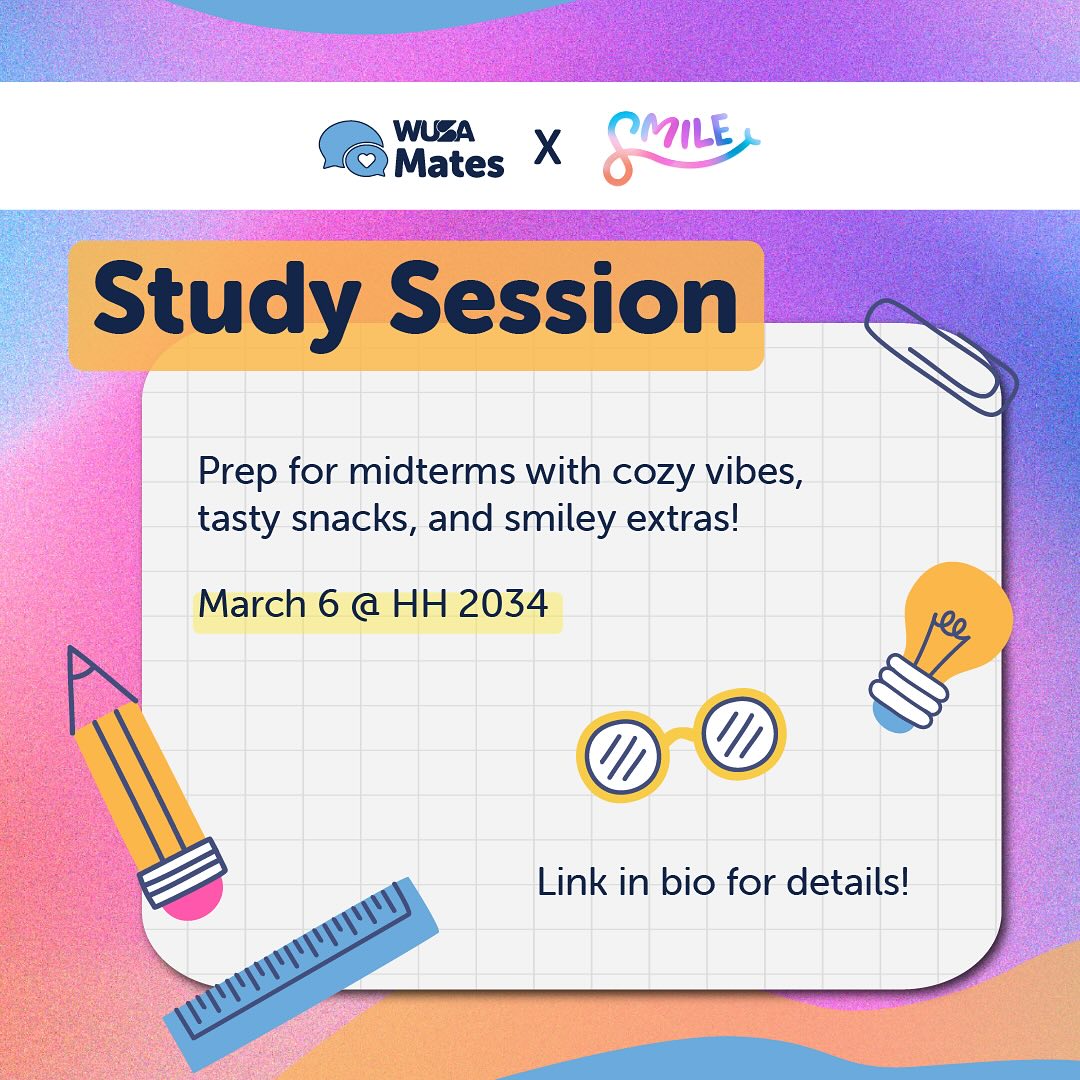 WUSA
Mates
X
SMILE
Study Session
Prep for midterms with cozy vibes,
tasty snacks, and smiley extras!
March 6 @ HH 2034
Link in bio for details!